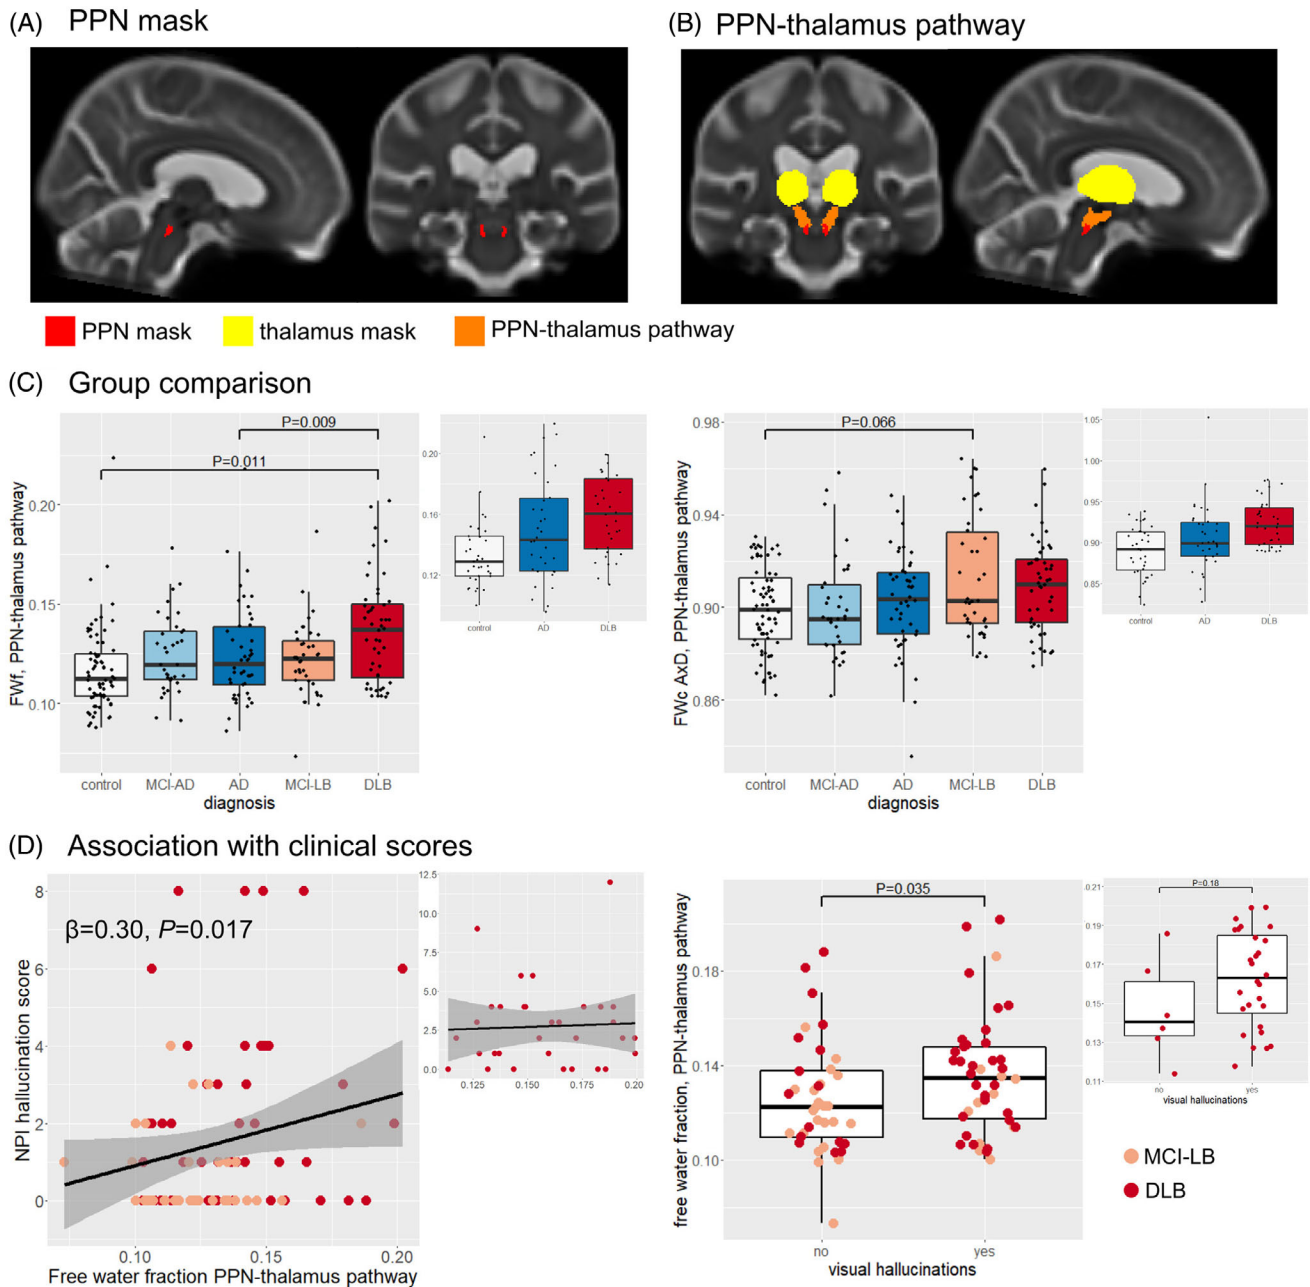 (A) PPN mask
(B) PPN-thalamus pathway
PPN mask
thalamus mask
PPN-thalamus pathway
(C) Group comparison
FWf, PPN-thalamus pathway
0.20
0.15
0.10
P=0.009
P=0.011
control MCI-AD AD MCI-LB DLB
diagnosis
0.20
0.16
0.12
control AD DLB
FWc AxD, PPN-thalamus pathway
0.98
0.94
0.90
0.86
P=0.066
control MCI-AD AD MCI-LB DLB
diagnosis
1.05
1.00
0.95
0.90
0.85
control AD DLB
(D) Association with clinical scores
NPI hallucination score
8
6
4
2
0
β=0.30, P=0.017
0.10 0.15 0.20
Free water fraction PPN-thalamus pathway
12.5
10.0
7.5
5.0
2.5
0.0
0.125 0.150 0.175 0.20
free water fraction, PPN-thalamus pathway
0.18
0.14
0.10
P=0.035
no yes
visual hallucinations
0.21
0.19
0.17
0.15
0.13
0.11
P=0.18
no yes
visual hallucinations
MCI-LB
DLB